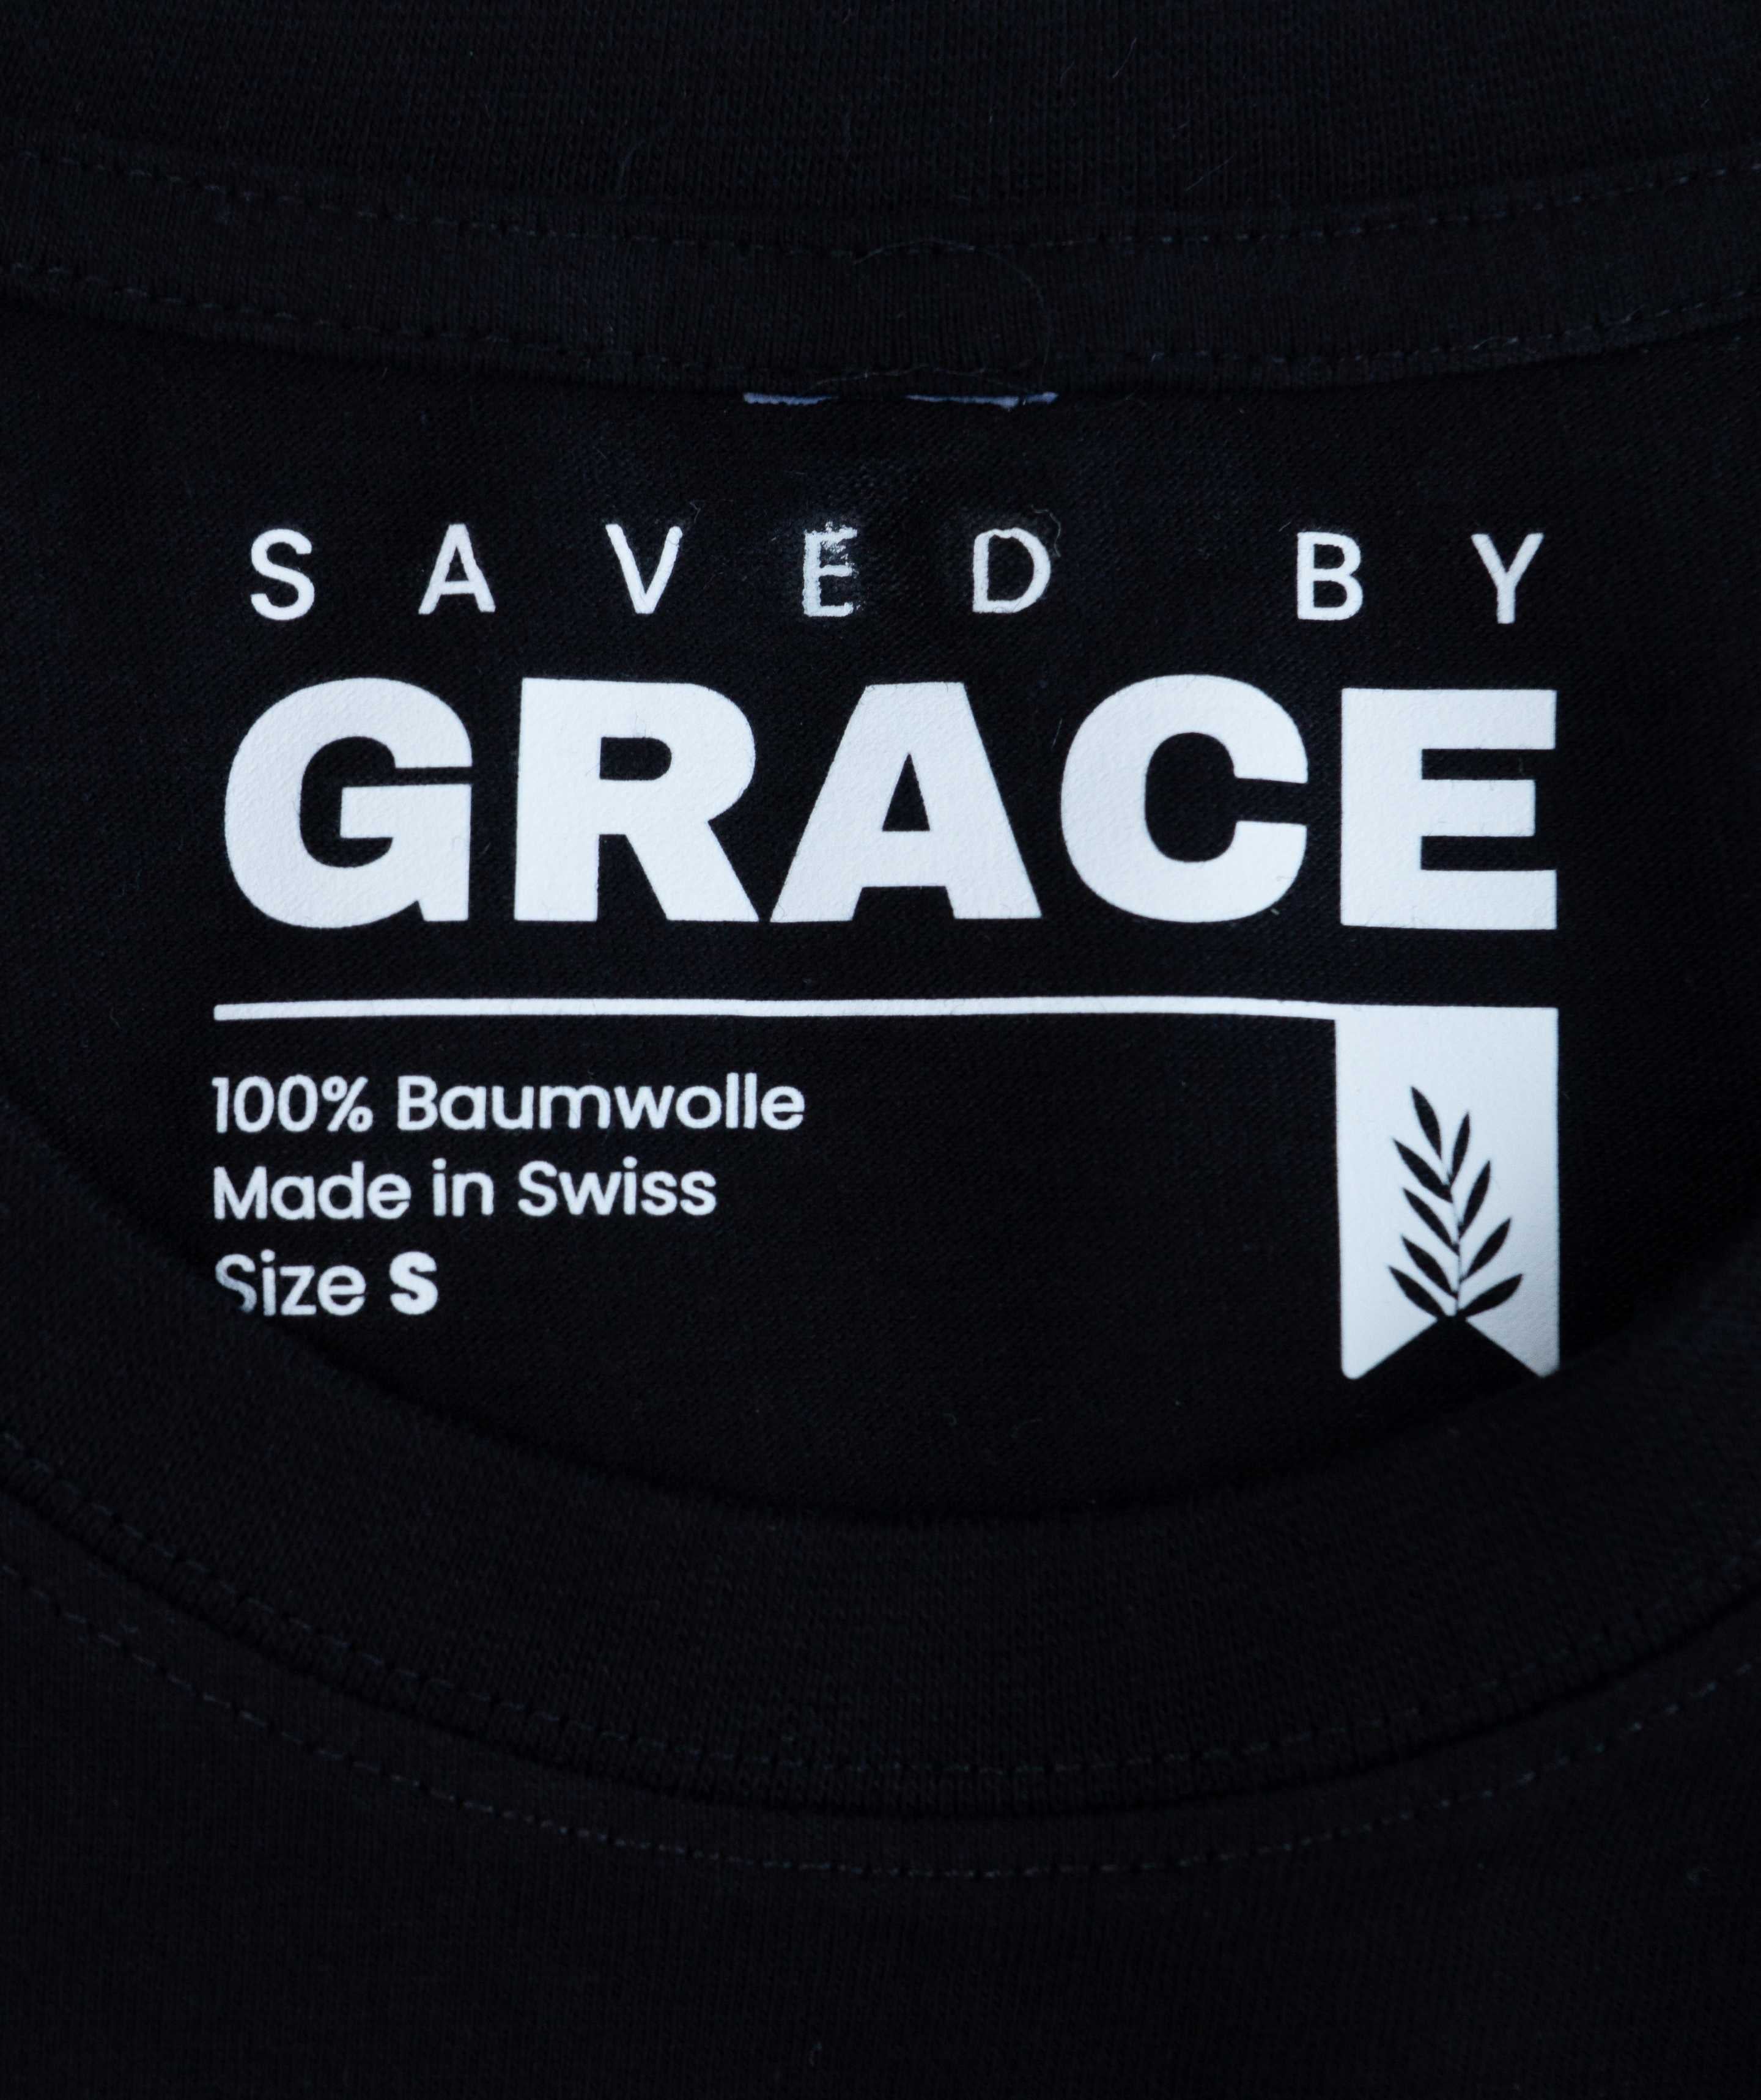 SAVED BY
GRACE
100% Baumwolle
Made in Swiss
Size S